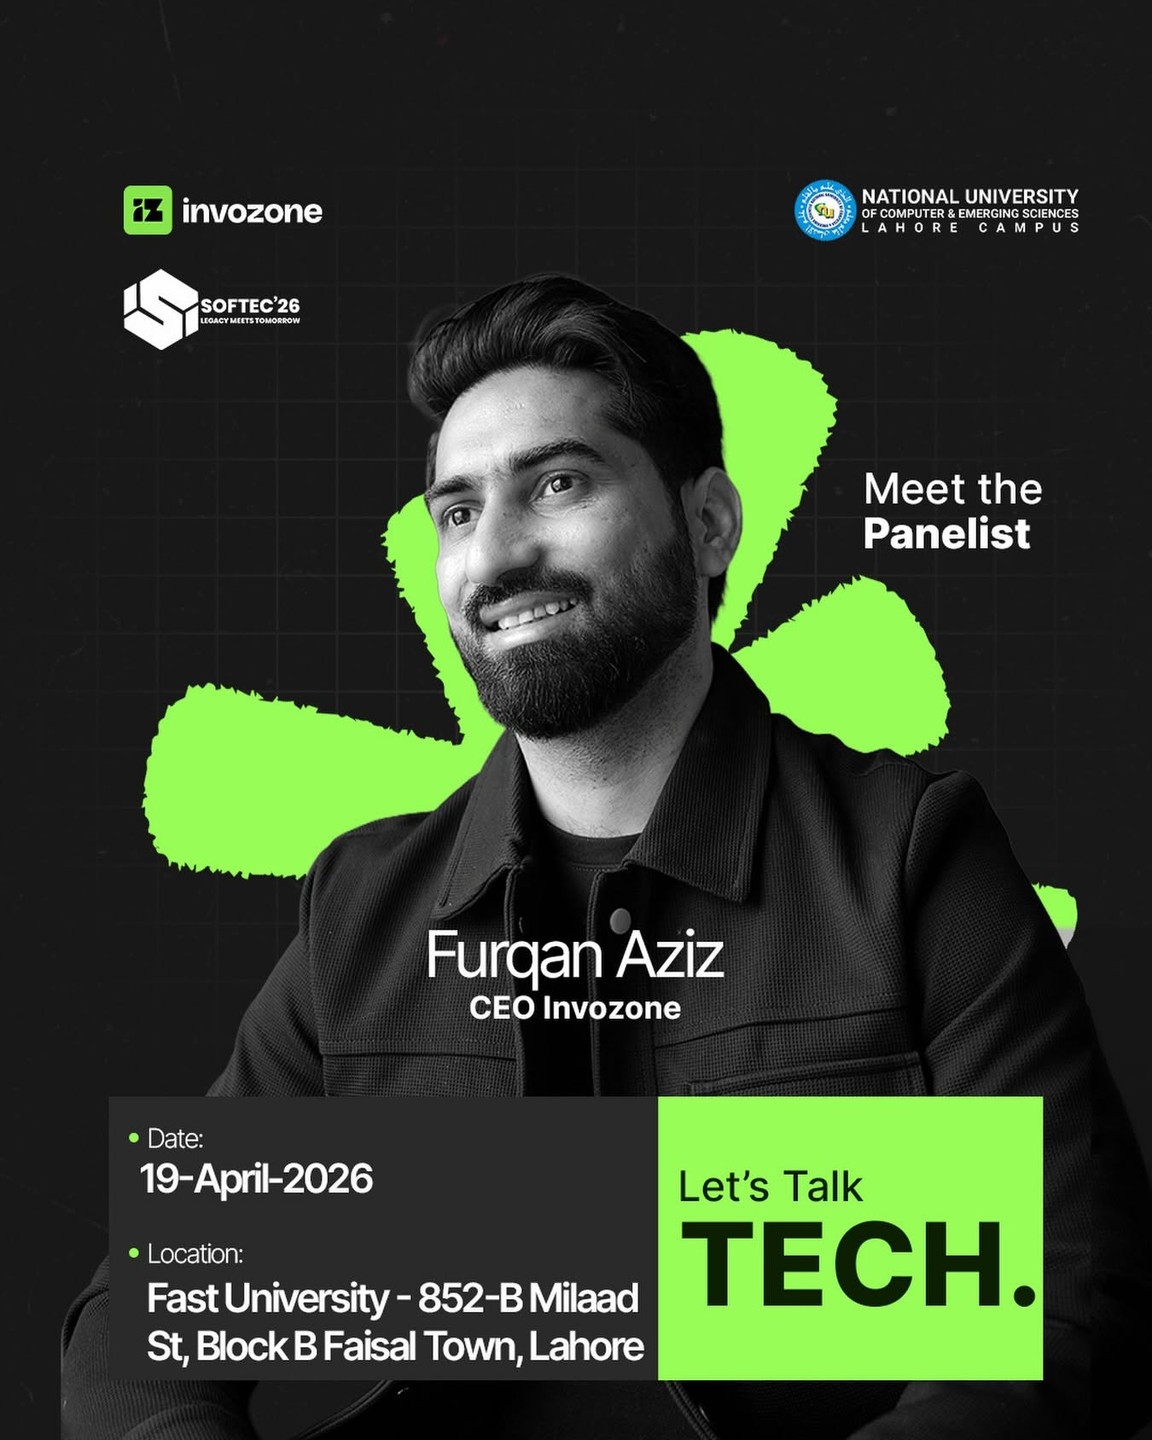 invozone
NATIONAL UNIVERSITY
OF COMPUTER & EMERGING SCIENCES
LAHORE CAMPUS
SOFTEC'26
LEGACY MEETS TOMORROW
Meet the
Panelist
Furqan Aziz
CEO Invozone
Date:
19-April-2026
Location:
Fast University - 852-B Milaad
St, Block B Faisal Town, Lahore
Let's Talk
TECH.